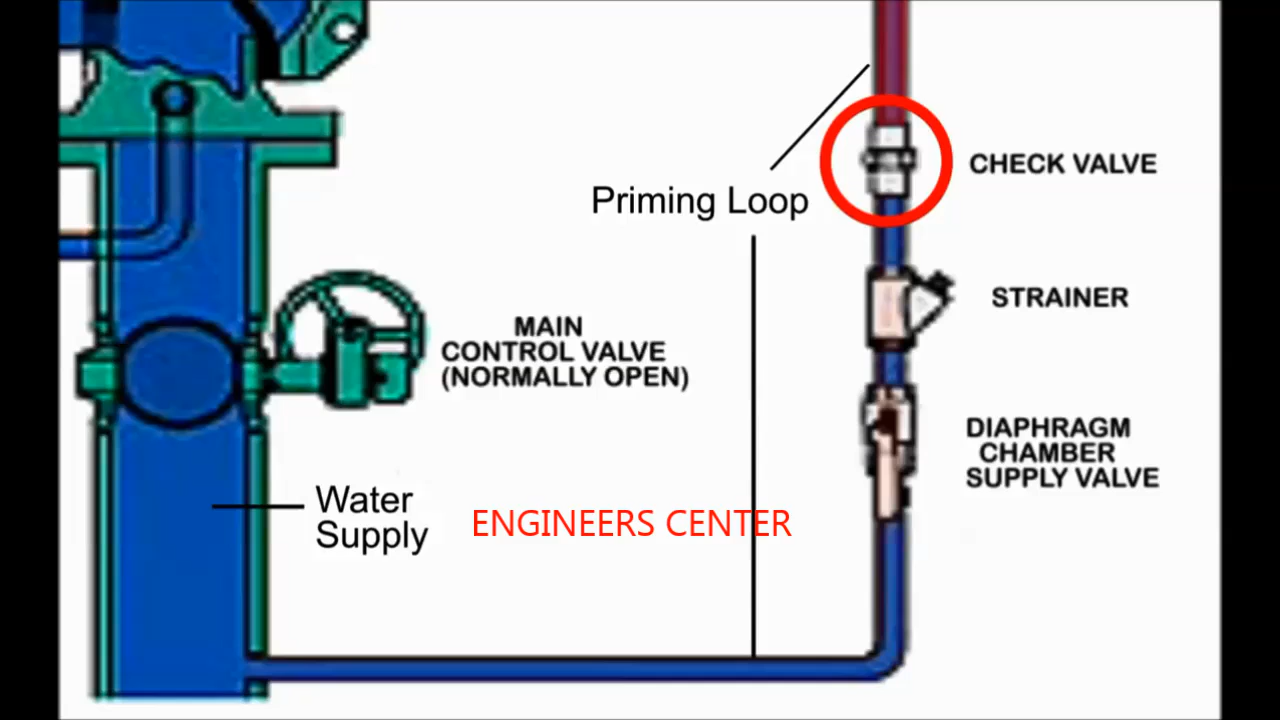 CHECK VALVE
Priming Loop
STRAINER
MAIN
CONTROL VALVE
(NORMALLY OPEN)
DIAPHRAGM
CHAMBER
SUPPLY VALVE
Water
Supply
ENGINEERS CENTER